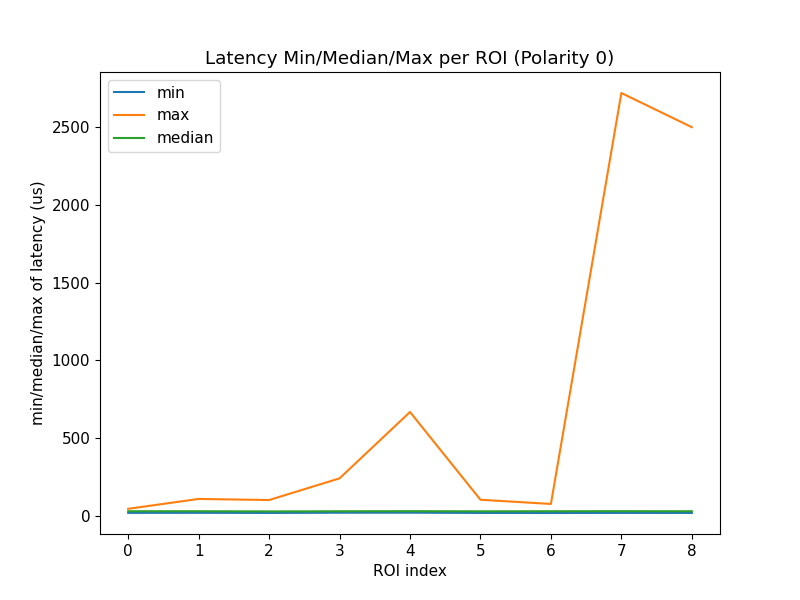 Latency Min/Median/Max per ROI (Polarity 0)
min
max
median
min/median/max of latency (us)
2500
2000
1500
1000
500
0
0 1 2 3 4 5 6 7 8
ROI index